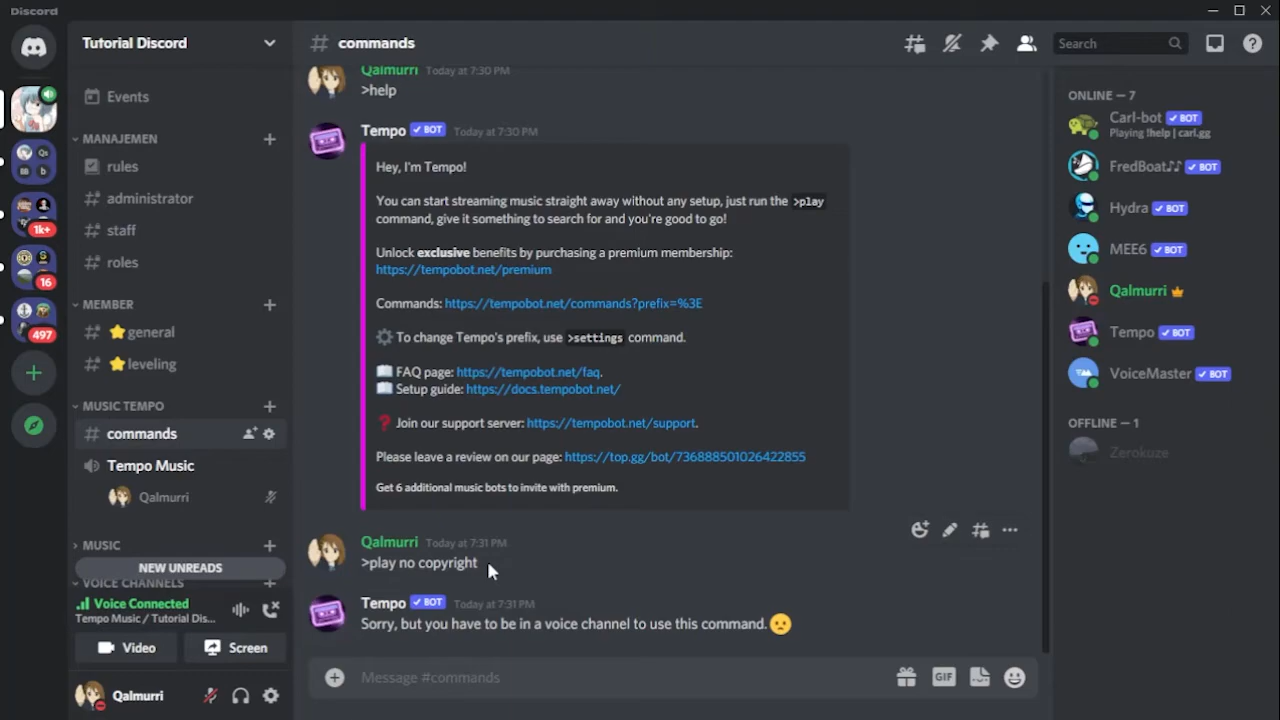 Discord
Tutorial Discord
Events
MANAJEMEN
rules
administrator
staff
roles
1k+
16
497
MEMBER
⭐general
⭐leveling
MUSIC TEMPO
commands
Tempo Music
Qalmurri
MUSIC
NEW UNREADS
VOICE CHANNELS
Voice Connected
Tempo Music / Tutorial Dis...
Video
Screen
Qalmurri
# commands
Search
Qalmurri Today at 7:30 PM
>help
Tempo ✓ BOT Today at 7:30 PM
Hey, I'm Tempo!
You can start streaming music straight away without any setup, just run the >play
command, give it something to search for and you're good to go!
Unlock exclusive benefits by purchasing a premium membership:
https://tempobot.net/premium
Commands: https://tempobot.net/commands?prefix=%3E
⚙️ To change Tempo's prefix, use >settings command.
📖 FAQ page: https://tempobot.net/faq.
📖 Setup guide: https://docs.tempobot.net/
❓ Join our support server: https://tempobot.net/support.
Please leave a review on our page: https://top.gg/bot/736888501026422855
Get 6 additional music bots to invite with premium.
Qalmurri Today at 7:31 PM
>play no copyright
Tempo ✓ BOT Today at 7:31 PM
Sorry, but you have to be in a voice channel to use this command. 😟
Message #commands
GIF
ONLINE — 7
Carl-bot ✓ BOT
Playing !help | carl.gg
FredBoat♪♪ ✓ BOT
Hydra ✓ BOT
MEE6 ✓ BOT
Qalmurri
Tempo ✓ BOT
VoiceMaster ✓ BOT
OFFLINE — 1
Zerokuze